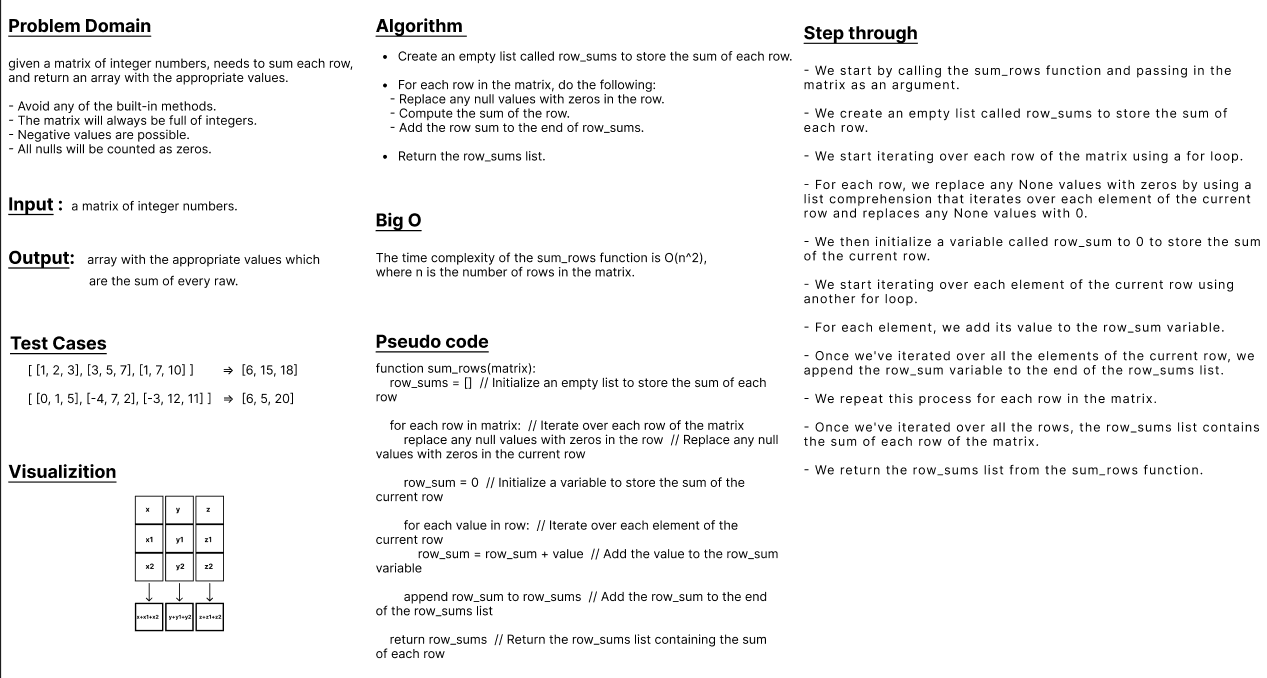 Problem Domain
given a matrix of integer numbers, needs to sum each row,
and return an array with the appropriate values.
- Avoid any of the built-in methods.
- The matrix will always be full of integers.
- Negative values are possible.
- All nulls will be counted as zeros.
Input : a matrix of integer numbers.
Output: array with the appropriate values which
are the sum of every raw.
Test Cases
[ [1, 2, 3], [3, 5, 7], [1, 7, 10] ] ⇒ [6, 15, 18]
[ [0, 1, 5], [-4, 7, 2], [-3, 12, 11] ] ⇒ [6, 5, 20]
Visualizition
x y z
x1 y1 z1
x2 y2 z2
x+x1+x2 y+y1+y2 z+z1+z2
Algorithm
• Create an empty list called row_sums to store the sum of each row.
• For each row in the matrix, do the following:
- Replace any null values with zeros in the row.
- Compute the sum of the row.
- Add the row sum to the end of row_sums.
• Return the row_sums list.
Big O
The time complexity of the sum_rows function is O(n^2),
where n is the number of rows in the matrix.
Pseudo code
function sum_rows(matrix):
row_sums = [] // Initialize an empty list to store the sum of each
row
for each row in matrix: // Iterate over each row of the matrix
replace any null values with zeros in the row // Replace any null
values with zeros in the current row
row_sum = 0 // Initialize a variable to store the sum of the
current row
for each value in row: // Iterate over each element of the
current row
row_sum = row_sum + value // Add the value to the row_sum
variable
append row_sum to row_sums // Add the row_sum to the end
of the row_sums list
return row_sums // Return the row_sums list containing the sum
of each row
Step through
- We start by calling the sum_rows function and passing in the
matrix as an argument.
- We create an empty list called row_sums to store the sum of
each row.
- We start iterating over each row of the matrix using a for loop.
- For each row, we replace any None values with zeros by using a
list comprehension that iterates over each element of the current
row and replaces any None values with 0.
- We then initialize a variable called row_sum to 0 to store the sum
of the current row.
- We start iterating over each element of the current row using
another for loop.
- For each element, we add its value to the row_sum variable.
- Once we've iterated over all the elements of the current row, we
append the row_sum variable to the end of the row_sums list.
- We repeat this process for each row in the matrix.
- Once we've iterated over all the rows, the row_sums list contains
the sum of each row of the matrix.
- We return the row_sums list from the sum_rows function.